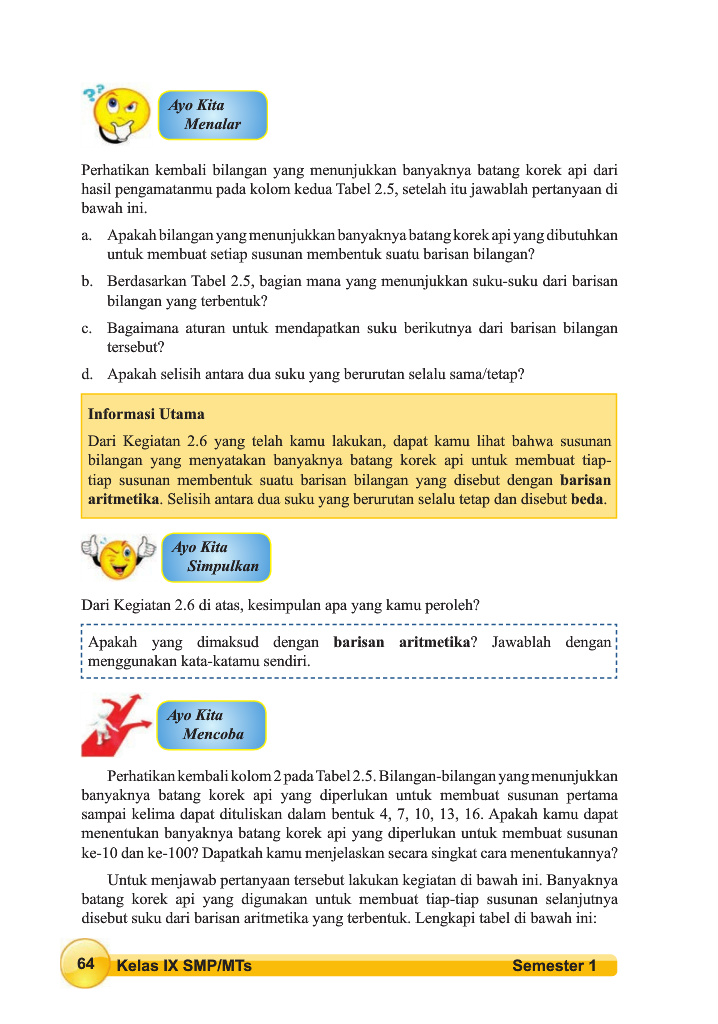 ??
Ayo Kita
Menalar
Perhatikan kembali bilangan yang menunjukkan banyaknya batang korek api dari
hasil pengamatanmu pada kolom kedua Tabel 2.5, setelah itu jawablah pertanyaan di
bawah ini.
a. Apakah bilangan yang menunjukkan banyaknya batang korek api yang dibutuhkan
untuk membuat setiap susunan membentuk suatu barisan bilangan?
b. Berdasarkan Tabel 2.5, bagian mana yang menunjukkan suku-suku dari barisan
bilangan yang terbentuk?
c. Bagaimana aturan untuk mendapatkan suku berikutnya dari barisan bilangan
tersebut?
d. Apakah selisih antara dua suku yang berurutan selalu sama/tetap?
Informasi Utama
Dari Kegiatan 2.6 yang telah kamu lakukan, dapat kamu lihat bahwa susunan
bilangan yang menyatakan banyaknya batang korek api untuk membuat tiap-
tiap susunan membentuk suatu barisan bilangan yang disebut dengan barisan
aritmetika. Selisih antara dua suku yang berurutan selalu tetap dan disebut beda.
Ayo Kita
Simpulkan
Dari Kegiatan 2.6 di atas, kesimpulan apa yang kamu peroleh?
Apakah yang dimaksud dengan barisan aritmetika? Jawablah dengan
menggunakan kata-katamu sendiri.
Ayo Kita
Mencoba
Perhatikan kembali kolom 2 pada Tabel 2.5. Bilangan-bilangan yang menunjukkan
banyaknya batang korek api yang diperlukan untuk membuat susunan pertama
sampai kelima dapat dituliskan dalam bentuk 4, 7, 10, 13, 16. Apakah kamu dapat
menentukan banyaknya batang korek api yang diperlukan untuk membuat susunan
ke-10 dan ke-100? Dapatkah kamu menjelaskan secara singkat cara menentukannya?
Untuk menjawab pertanyaan tersebut lakukan kegiatan di bawah ini. Banyaknya
batang korek api yang digunakan untuk membuat tiap-tiap susunan selanjutnya
disebut suku dari barisan aritmetika yang terbentuk. Lengkapi tabel di bawah ini:
64 Kelas IX SMP/MTs Semester 1